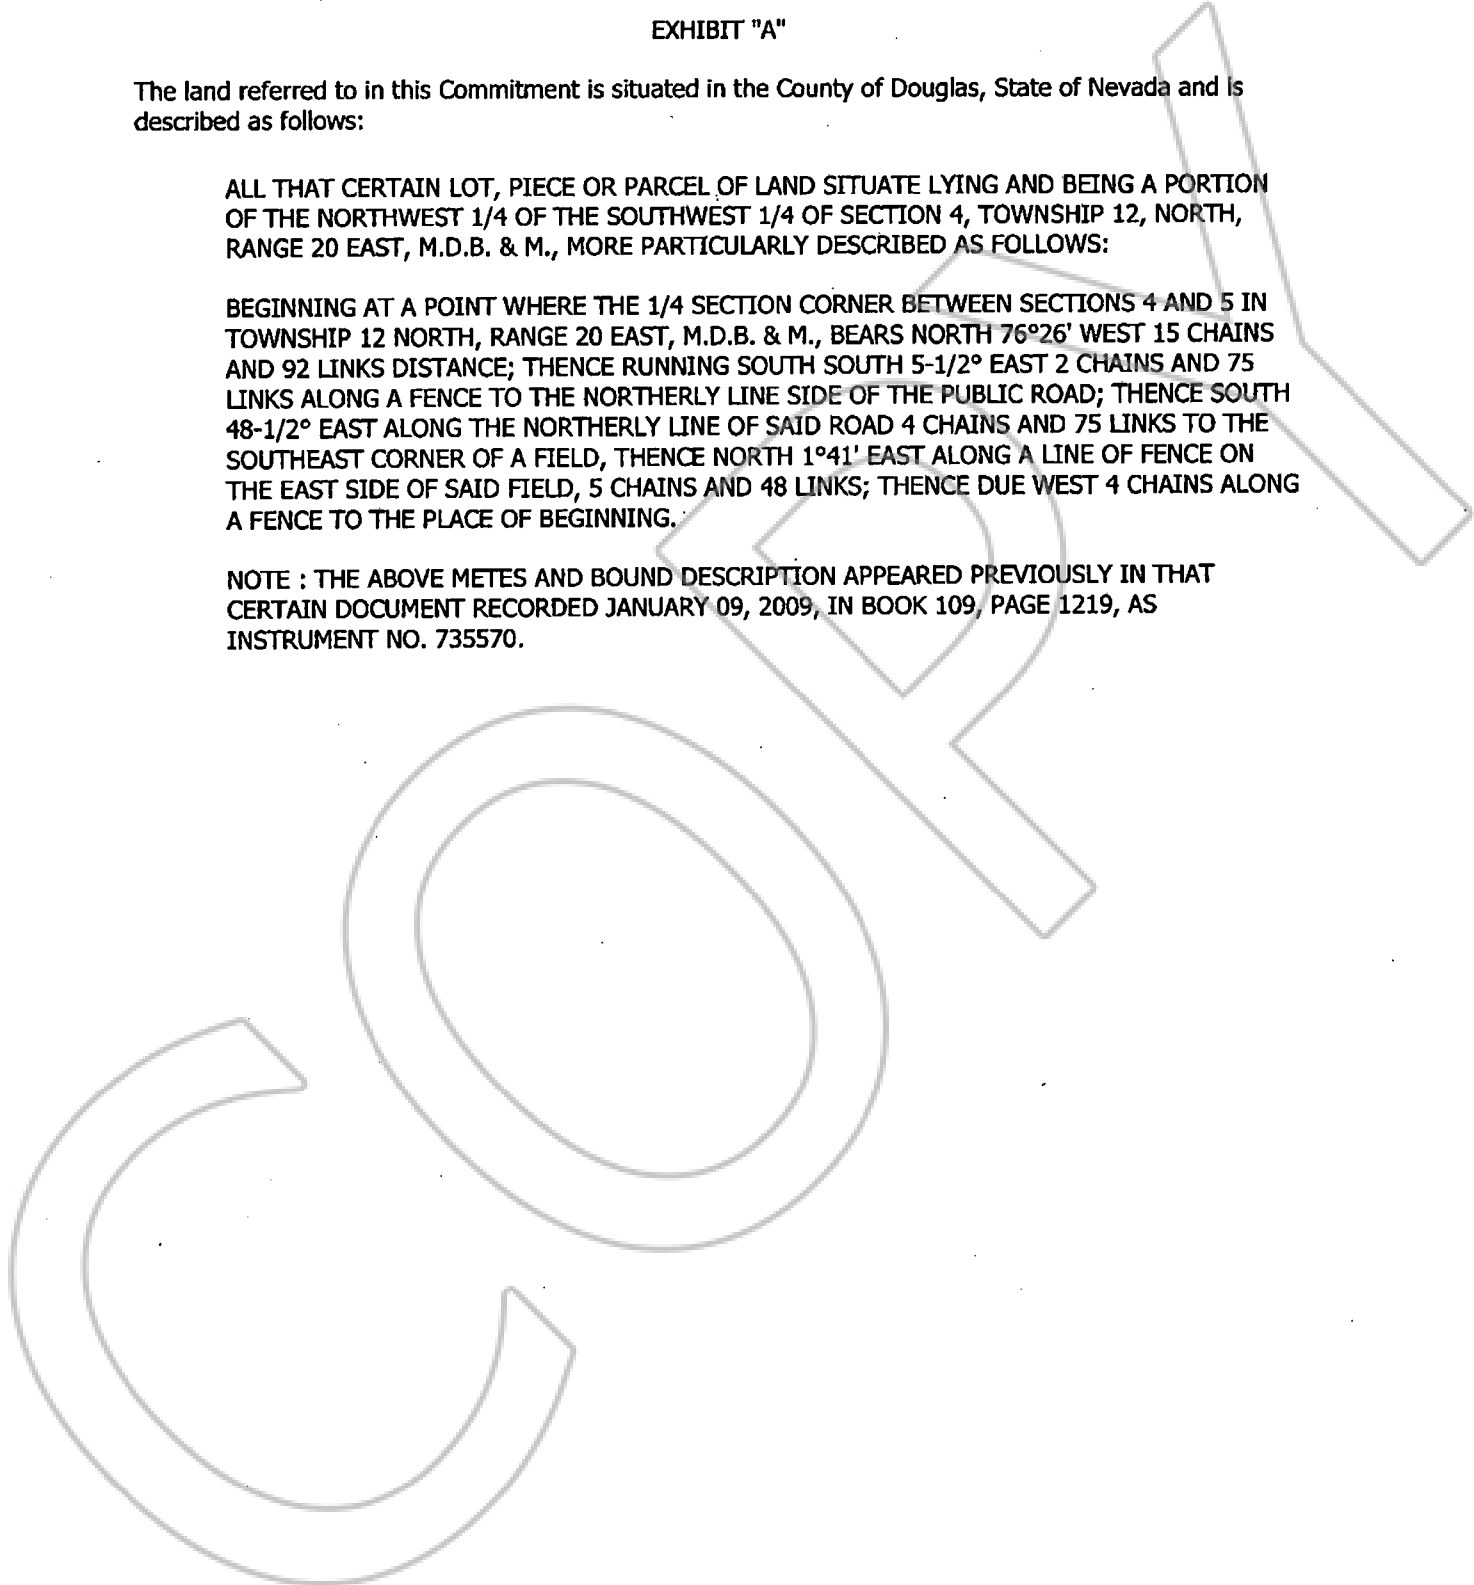 EXHIBIT "A"
The land referred to in this Commitment is situated in the County of Douglas, State of Nevada and is
described as follows:
ALL THAT CERTAIN LOT, PIECE OR PARCEL OF LAND SITUATE LYING AND BEING A PORTION
OF THE NORTHWEST 1/4 OF THE SOUTHWEST 1/4 OF SECTION 4, TOWNSHIP 12, NORTH,
RANGE 20 EAST, M.D.B. & M., MORE PARTICULARLY DESCRIBED AS FOLLOWS:
BEGINNING AT A POINT WHERE THE 1/4 SECTION CORNER BETWEEN SECTIONS 4 AND 5 IN
TOWNSHIP 12 NORTH, RANGE 20 EAST, M.D.B. & M., BEARS NORTH 76°26' WEST 15 CHAINS
AND 92 LINKS DISTANCE; THENCE RUNNING SOUTH SOUTH 5-1/2° EAST 2 CHAINS AND 75
LINKS ALONG A FENCE TO THE NORTHERLY LINE SIDE OF THE PUBLIC ROAD; THENCE SOUTH
48-1/2° EAST ALONG THE NORTHERLY LINE OF SAID ROAD 4 CHAINS AND 75 LINKS TO THE
SOUTHEAST CORNER OF A FIELD, THENCE NORTH 1°41' EAST ALONG A LINE OF FENCE ON
THE EAST SIDE OF SAID FIELD, 5 CHAINS AND 48 LINKS; THENCE DUE WEST 4 CHAINS ALONG
A FENCE TO THE PLACE OF BEGINNING.
NOTE : THE ABOVE METES AND BOUND DESCRIPTION APPEARED PREVIOUSLY IN THAT
CERTAIN DOCUMENT RECORDED JANUARY 09, 2009, IN BOOK 109, PAGE 1219, AS
INSTRUMENT NO. 735570.
COPY